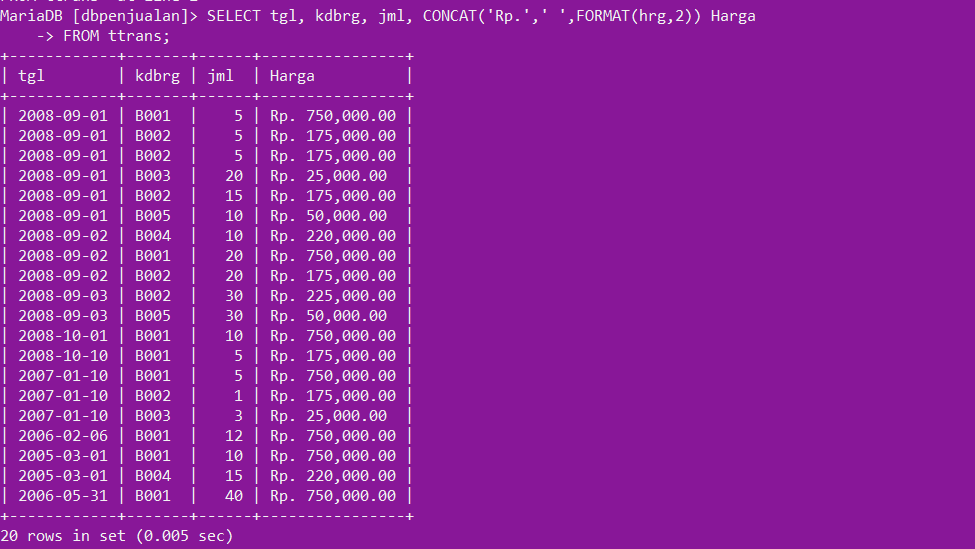 MariaDB [dbpenjualan]> SELECT tgl, kdbrg, jml, CONCAT('Rp.',' ',FORMAT(hrg,2)) Harga
    -> FROM ttrans;
+------------+-------+------+----------------+
| tgl        | kdbrg | jml  | Harga          |
+------------+-------+------+----------------+
| 2008-09-01 | B001  |    5 | Rp. 750,000.00 |
| 2008-09-01 | B002  |    5 | Rp. 175,000.00 |
| 2008-09-01 | B002  |    5 | Rp. 175,000.00 |
| 2008-09-01 | B003  |   20 | Rp. 25,000.00  |
| 2008-09-01 | B002  |   15 | Rp. 175,000.00 |
| 2008-09-01 | B005  |   10 | Rp. 50,000.00  |
| 2008-09-02 | B004  |   10 | Rp. 220,000.00 |
| 2008-09-02 | B001  |   20 | Rp. 750,000.00 |
| 2008-09-02 | B002  |   20 | Rp. 175,000.00 |
| 2008-09-03 | B002  |   30 | Rp. 225,000.00 |
| 2008-09-03 | B005  |   30 | Rp. 50,000.00  |
| 2008-10-01 | B001  |   10 | Rp. 750,000.00 |
| 2008-10-10 | B001  |    5 | Rp. 175,000.00 |
| 2007-01-10 | B001  |    5 | Rp. 750,000.00 |
| 2007-01-10 | B002  |    1 | Rp. 175,000.00 |
| 2007-01-10 | B003  |    3 | Rp. 25,000.00  |
| 2006-02-06 | B001  |   12 | Rp. 750,000.00 |
| 2005-03-01 | B001  |   10 | Rp. 750,000.00 |
| 2005-03-01 | B004  |   15 | Rp. 220,000.00 |
| 2006-05-31 | B001  |   40 | Rp. 750,000.00 |
+------------+-------+------+----------------+
20 rows in set (0.005 sec)